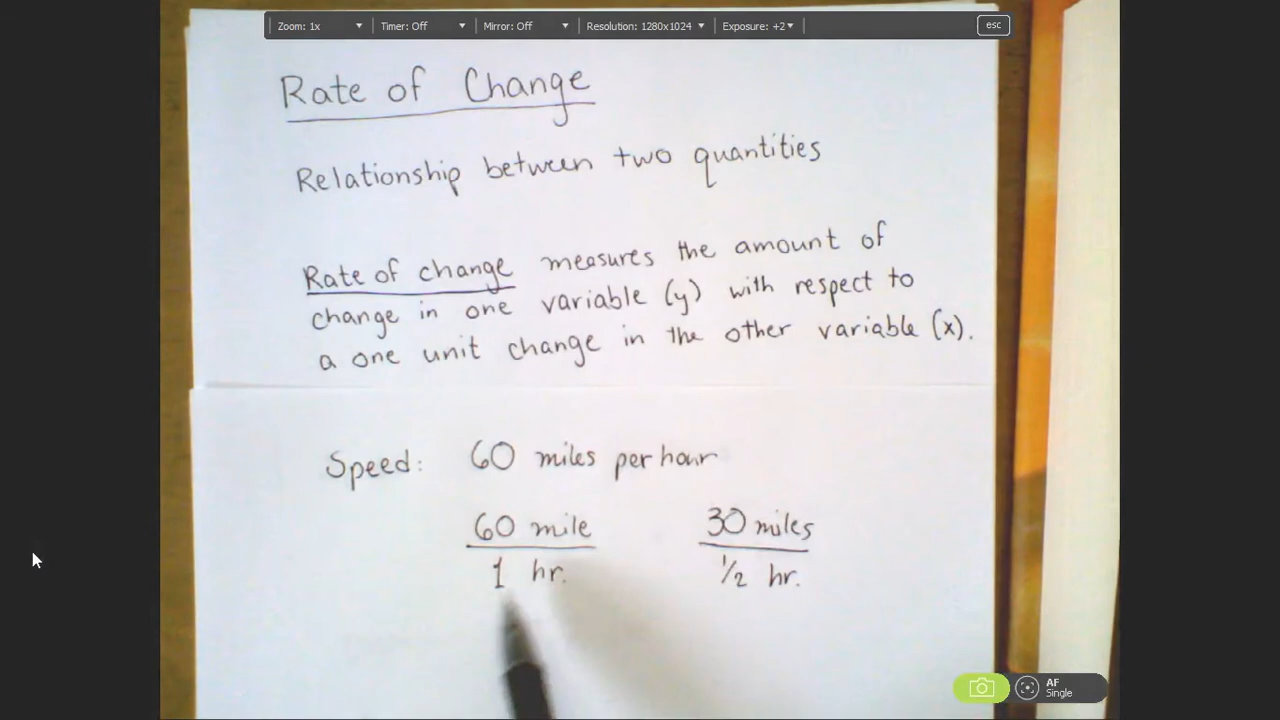 Zoom: 1x Timer: Off Mirror: Off Resolution: 1280x1024 Exposure: +2 esc
Rate of Change
Relationship between two quantities
Rate of change measures the amount of
change in one variable (y) with respect to
a one unit change in the other variable (x).
Speed: 60 miles per hour
60 mile 30 miles
1 hr. 1/2 hr.
AF
Single